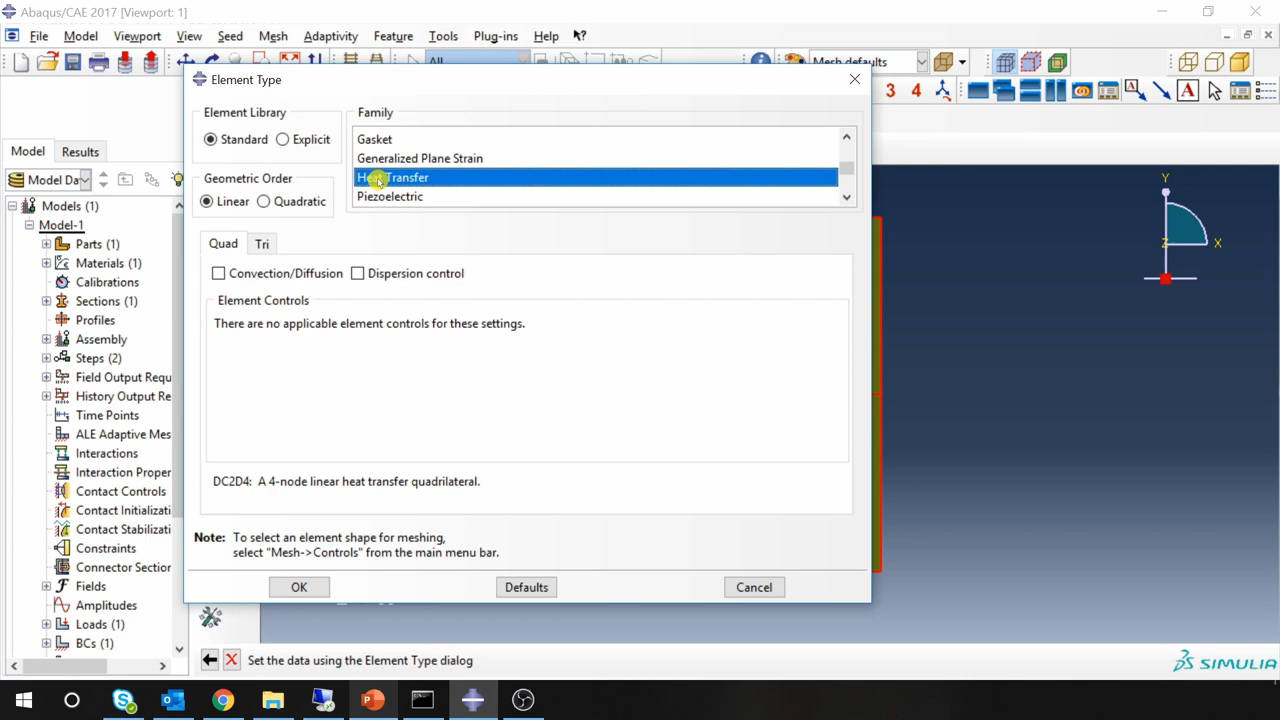 Abaqus/CAE 2017 [Viewport: 1]
File Model Viewport View Seed Mesh Adaptivity Feature Tools Plug-ins Help
All
Mesh defaults
3 4
Element Type
Element Library
Standard Explicit
Geometric Order
Linear Quadratic
Family
Gasket
Generalized Plane Strain
Heat Transfer
Piezoelectric
Quad Tri
Convection/Diffusion Dispersion control
Element Controls
There are no applicable element controls for these settings.
DC2D4: A 4-node linear heat transfer quadrilateral.
Note: To select an element shape for meshing,
select "Mesh->Controls" from the main menu bar.
OK Defaults Cancel
Model Results
Model Da
Models (1)
Model-1
Parts (1)
Materials (1)
Calibrations
Sections (1)
Profiles
Assembly
Steps (2)
Field Output Requ
History Output Re
Time Points
ALE Adaptive Mes
Interactions
Interaction Proper
Contact Controls
Contact Initializati
Contact Stabilizati
Constraints
Connector Section
Fields
Amplitudes
Loads (1)
BCs (1)
Y
Z X
Set the data using the Element Type dialog
SIMULIA